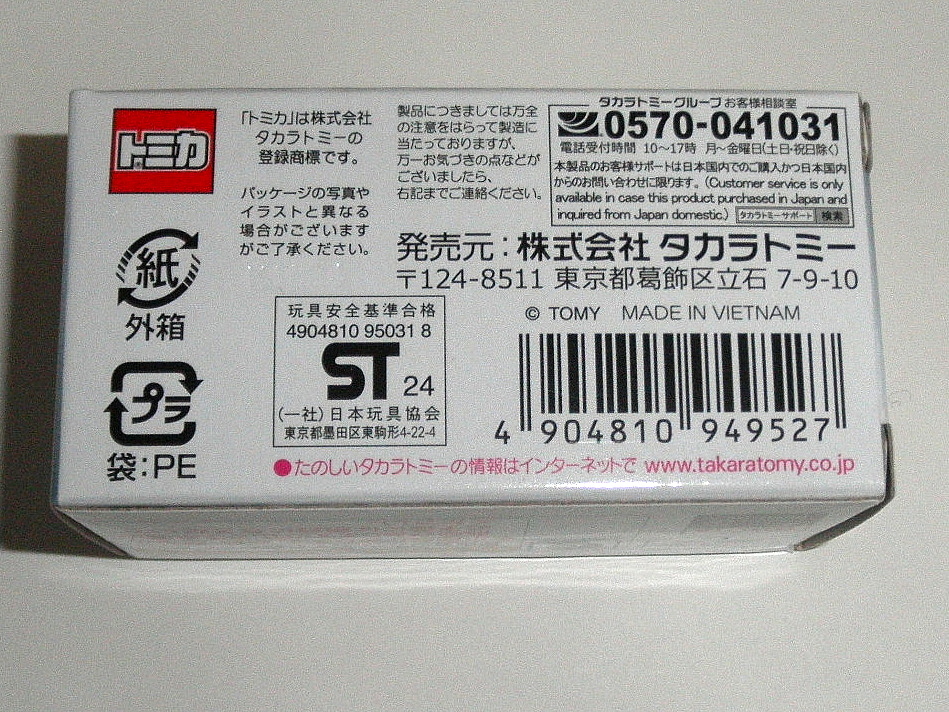 トミカ
「トミカ」は株式会社
タカラトミーの
登録商標です。
パッケージの写真や
イラストと異なる
場合がございます
がご了承ください。
製品につきましては万全
の注意をはらって製造に
当たっておりますが、
万一お気づきの点などが
ございましたら、
右記までご連絡ください。
タカラトミーグループ お客様相談室
0570-041031
電話受付時間 10〜17時 月〜金曜日(土日・祝日除く)
本製品のお客様サポートは日本国内でのご購入かつ日本国内
からのお問い合わせに限ります。(Customer service is only
available in case this product purchased in Japan and
inquired from Japan domestic.) タカラトミーサポート 検索
発売元:株式会社 タカラトミー
〒124-8511 東京都葛飾区立石 7-9-10
紙
外箱
プラ
袋:PE
玩具安全基準合格
4904810 95031 8
ST 24
(一社)日本玩具協会
東京都墨田区東駒形4-22-4
© TOMY MADE IN VIETNAM
4 904810 949527
●たのしいタカラトミーの情報はインターネットで www.takaratomy.co.jp